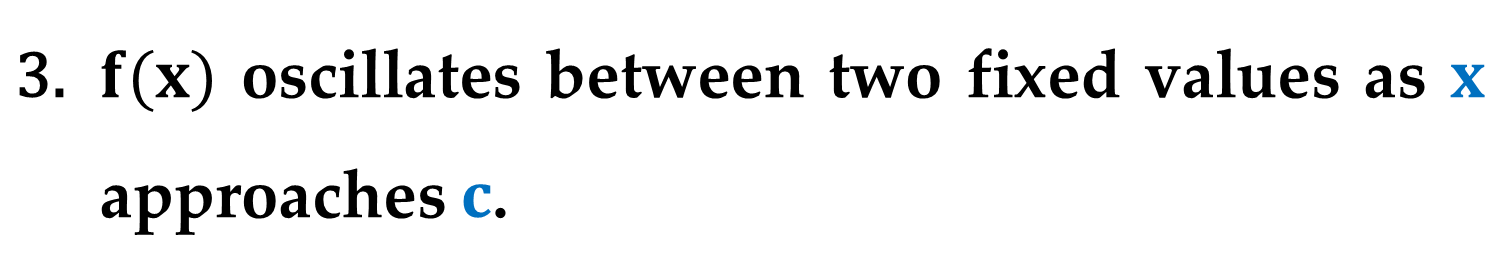 3. f(x) oscillates between two fixed values as x
approaches c.